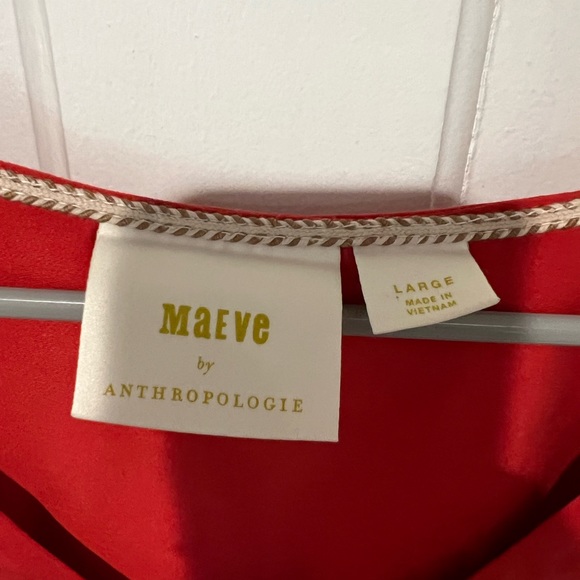 MaEve
by
ANTHROPOLOGIE
LARGE
MADE IN
VIETNAM